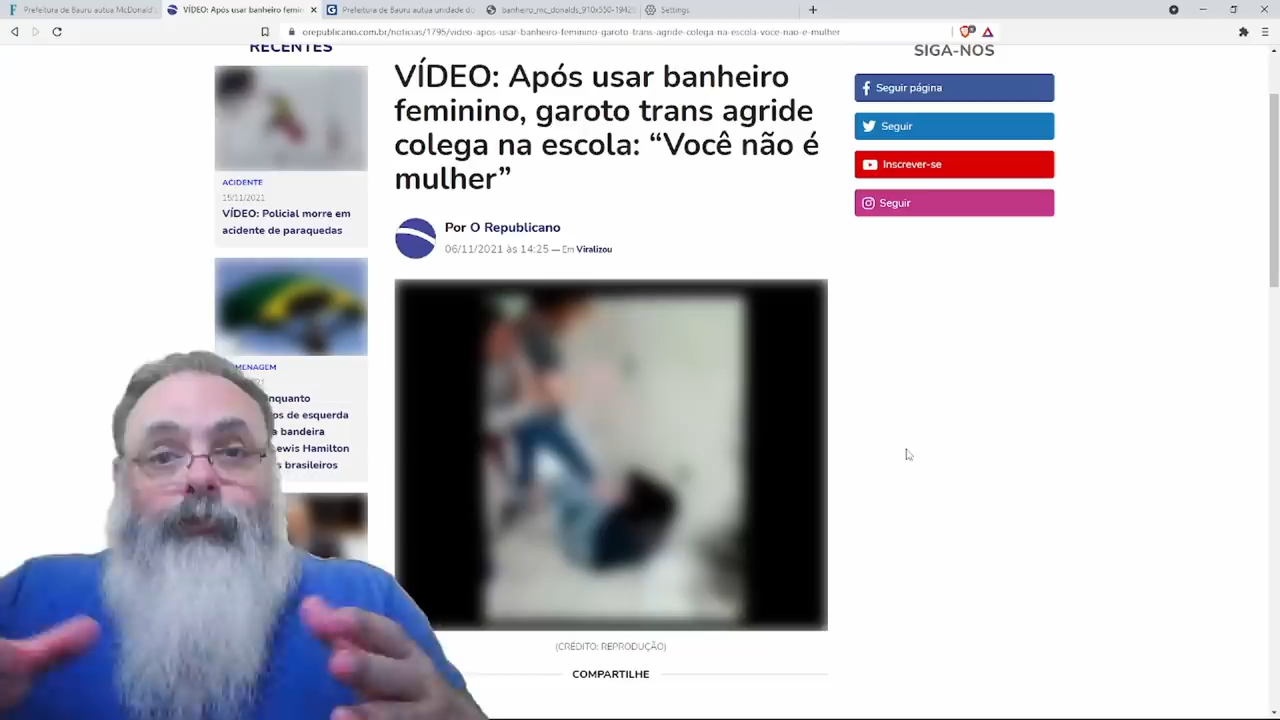 Prefeitura de Bauru autua McDonald's
VÍDEO: Após usar banheiro femin
Prefeitura de Bauru autua unidade do
banheiro_mc_donalds_910x550-1942
Settings
orepublicano.com.br/noticias/1795/video-apos-usar-banheiro-feminino-garoto-trans-agride-colega-na-escola-voce-nao-e-mulher
RECENTES
ACIDENTE
15/11/2021
VÍDEO: Policial morre em
acidente de paraquedas
MENAGEM
nquanto
os de esquerda
a bandeira
ewis Hamilton
s brasileiros
VÍDEO: Após usar banheiro
feminino, garoto trans agride
colega na escola: “Você não é
mulher”
Por O Republicano
06/11/2021 às 14:25 — Em Viralizou
(CRÉDITO: REPRODUÇÃO)
COMPARTILHE
SIGA-NOS
Seguir página
Seguir
Inscrever-se
Seguir